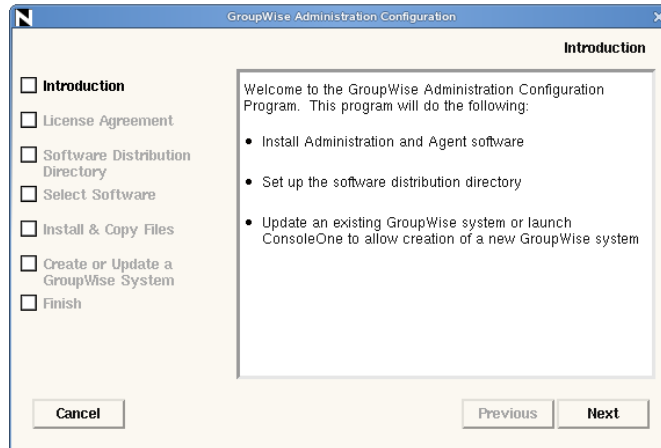 GroupWise Administration Configuration
Introduction
Introduction
License Agreement
Software Distribution
Directory
Select Software
Install & Copy Files
Create or Update a
GroupWise System
Finish
Welcome to the GroupWise Administration Configuration
Program. This program will do the following:
• Install Administration and Agent software
• Set up the software distribution directory
• Update an existing GroupWise system or launch
ConsoleOne to allow creation of a new GroupWise system
Cancel
Previous
Next